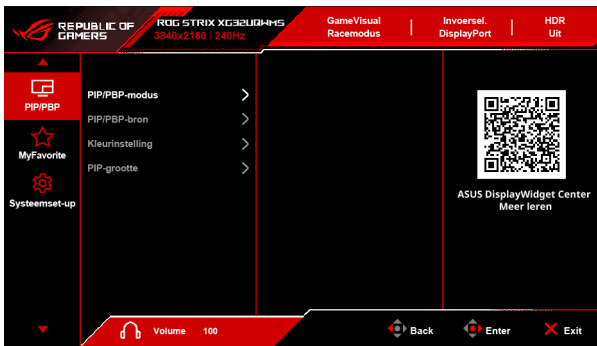 REPUBLIC OF
GAMERS
ROG STRIX XG32UQWMS
3840x2160 | 240Hz
GameVisual
Racemodus
Invoersel.
DisplayPort
HDR
Uit
PIP/PBP
PIP/PBP-modus
PIP/PBP-bron
MyFavorite
Kleurinstelling
PIP-grootte
Systeemset-up
ASUS DisplayWidget Center
Meer leren
Volume 100
Back
Enter
Exit